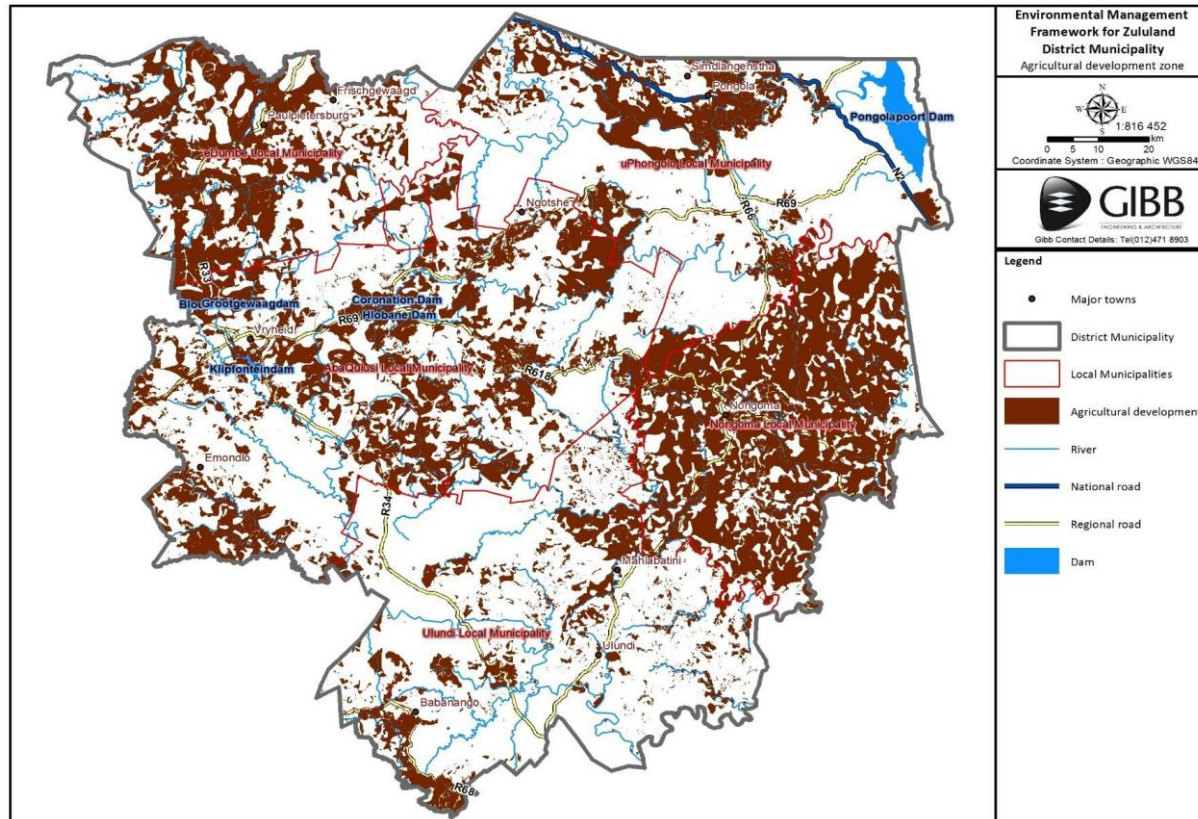 Environmental Management
Framework for Zululand
District Municipality
Agricultural development zone
N
W
E
S
1:816 452
km
0 5 10 20
Coordinate System : Geographic WGS84
GIBB
ENGINEERING & ARCHITECTURE
Gibb Contact Details: Tel(012)471 8903
Legend
Major towns
District Municipality
Local Municipalities
Agricultural development
River
National road
Regional road
Dam
Simdlangenstha
Pongola
Frischgewaagd
Paulpietersburg
Pongolapoort Dam
eDumbe Local Municipality
uPhongolo Local Municipality
N2
Ngotshe
R69
R66
R33
Grootgewaagdam
Coronation Dam
Hlobane Dam
R69
Vryheid
Klipfonteindam
AbaQulusi Local Municipality
R618
Nongoma
Nongoma Local Municipality
Emondlo
R34
Mahlabatini
Ulundi Local Municipality
Ulundi
Babanango
R68